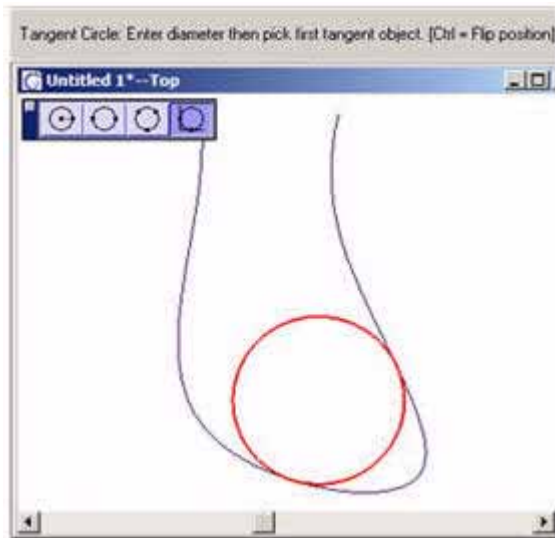 Tangent Circle: Enter diameter then pick first tangent object. [Ctrl = Flip position]
Untitled 1*--Top